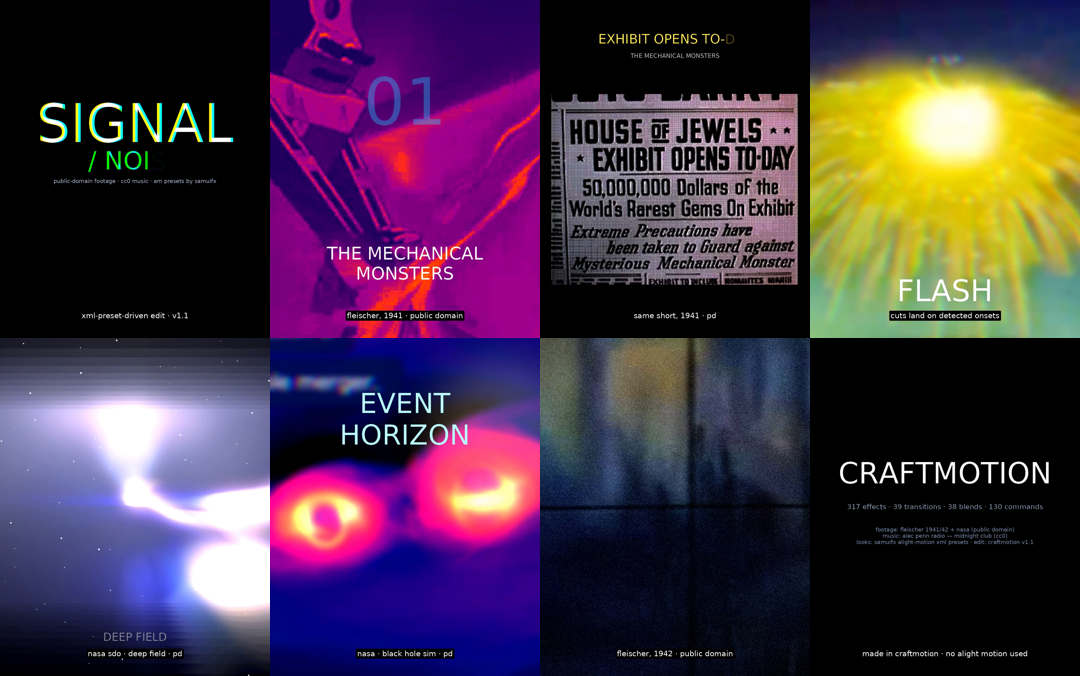 SIGNAL
/ NOI
public-domain footage · cc0 music · am presets by samuifx
xml-preset-driven edit · v1.1
01
THE MECHANICAL
MONSTERS
fleischer, 1941 · public domain
EXHIBIT OPENS TO-D
THE MECHANICAL MONSTERS
HOUSE OF JEWELS
EXHIBIT OPENS TO-DAY
50,000,000 Dollars of the
World's Rarest Gems On Exhibit
Extreme Precautions have
been taken to Guard against
Mysterious Mechanical Monster
same short, 1941 · pd
FLASH
cuts land on detected onsets
DEEP FIELD
nasa sdo · deep field · pd
merger.
EVENT
HORIZON
nasa · black hole sim · pd
fleischer, 1942 · public domain
CRAFTMOTION
317 effects · 39 transitions · 38 blends · 130 commands
footage: fleischer 1941/42 + nasa (public domain)
music: alec penn radio — midnight club (cc0)
looks: samuifx alight-motion xml presets · edit: craftmotion v1.1
made in craftmotion · no alight motion used